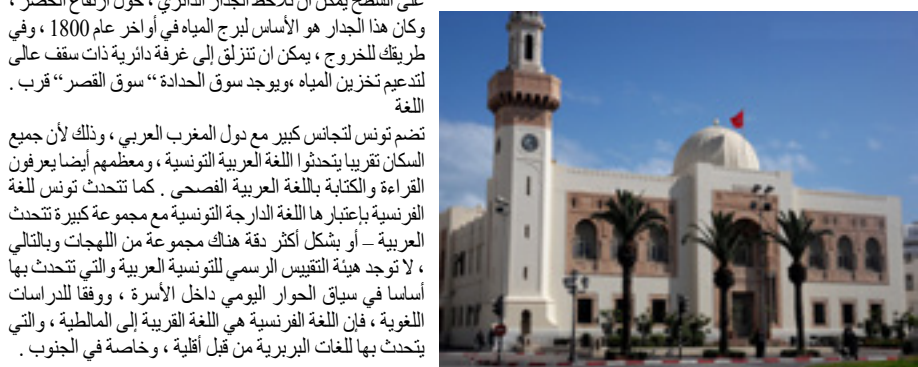 على السطح يمكن ان تلاحظ الجدار الدائري ، حول ارتفاع الخصر ،
وكان هذا الجدار هو الأساس لبرج المياه في أواخر عام 1800 ، وفي
طريقك للخروج ، يمكن ان تنزلق إلى غرفة دائرية ذات سقف عالى
لتدعيم تخزين المياه ،ويوجد سوق الحدادة “ سوق القصر“ قرب .
اللغة
تضم تونس لتجانس كبير مع دول المغرب العربي ، وذلك لأن جميع
السكان تقريبا يتحدثوا اللغة العربية التونسية ، ومعظمهم أيضا يعرفون
القراءة والكتابة باللغة العربية الفصحى . كما تتحدث تونس للغة
الفرنسية بإعتبارها اللغة الدارجة التونسية مع مجموعة كبيرة تتحدث
العربية – أو بشكل أكثر دقة هناك مجموعة من اللهجات وبالتالي
، لا توجد هيئة التقييس الرسمي للتونسية العربية والتي تتحدث بها
أساسا في سياق الحوار اليومي داخل الأسرة ، ووفقا للدراسات
اللغوية ، فإن اللغة الفرنسية هي اللغة القريبة إلى المالطية ، والتي
يتحدث بها للغات البربرية من قبل أقلية ، وخاصة في الجنوب .